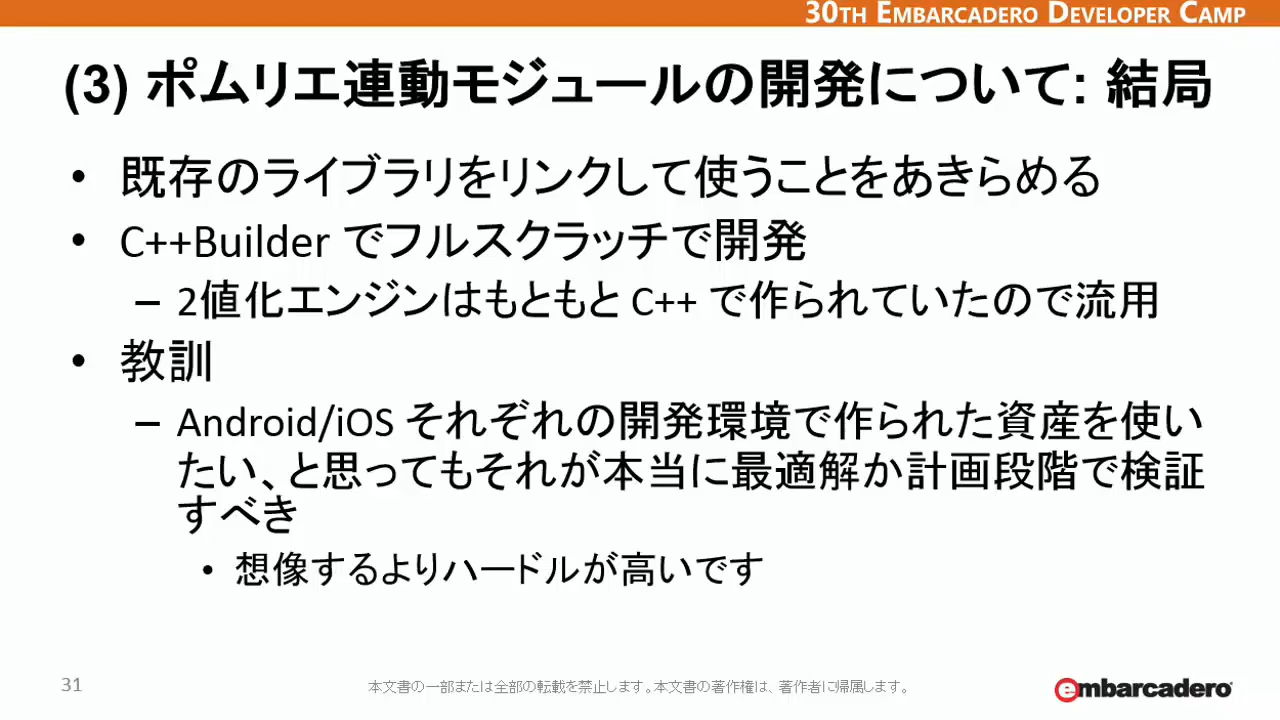 30TH EMBARCADERO DEVELOPER CAMP
(3) ポムリエ連動モジュールの開発について: 結局
• 既存のライブラリをリンクして使うことをあきらめる
• C++Builder でフルスクラッチで開発
– 2値化エンジンはもともと C++ で作られていたので流用
• 教訓
– Android/iOS それぞれの開発環境で作られた資産を使い
たい、と思ってもそれが本当に最適解か計画段階で検証
すべき
• 想像するよりハードルが高いです
31
本文書の一部または全部の転載を禁止します。本文書の著作権は、著作者に帰属します。
embarcadero